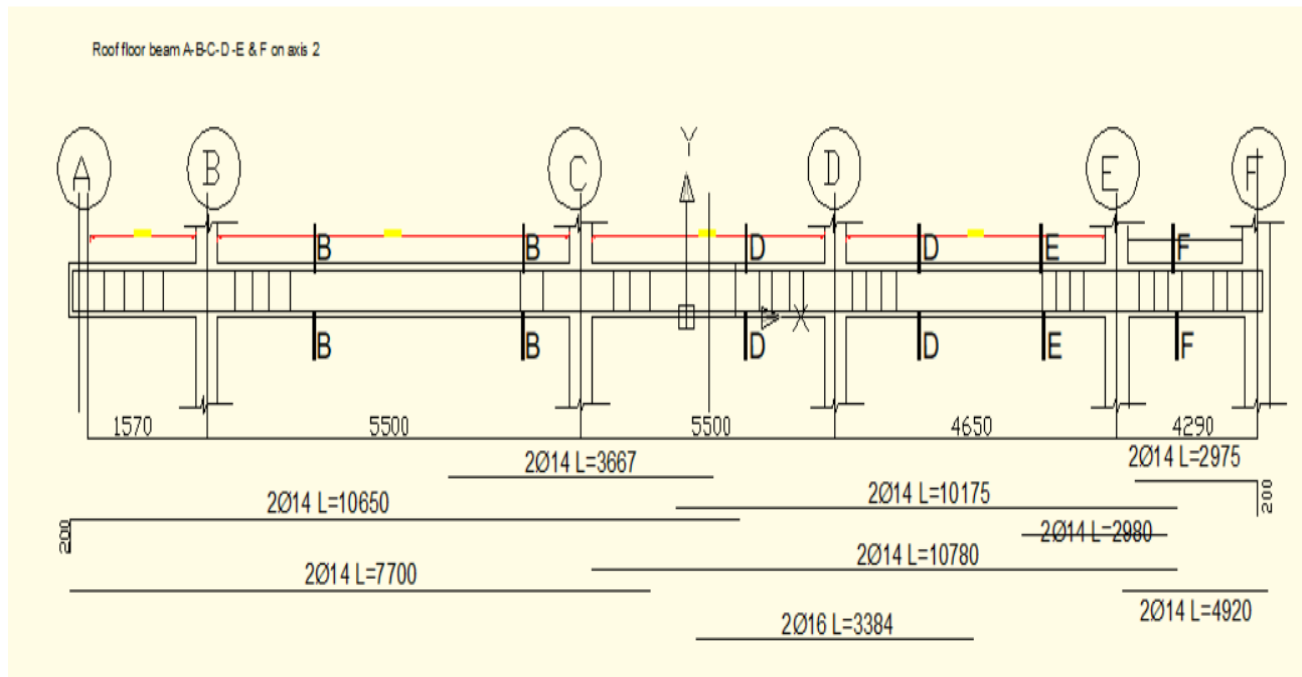 Roof floor beam A-B-C-D -E & F on axis 2
A B C D E F
Y
B B D D E F
X
B B D D E F
1570 5500 5500 4650 4290
2Ø14 L=3667
2Ø14 L=2975
2Ø14 L=10650
2Ø14 L=10175
200
200
2Ø14 L=2980
2Ø14 L=7700
2Ø14 L=10780
2Ø14 L=4920
2Ø16 L=3384